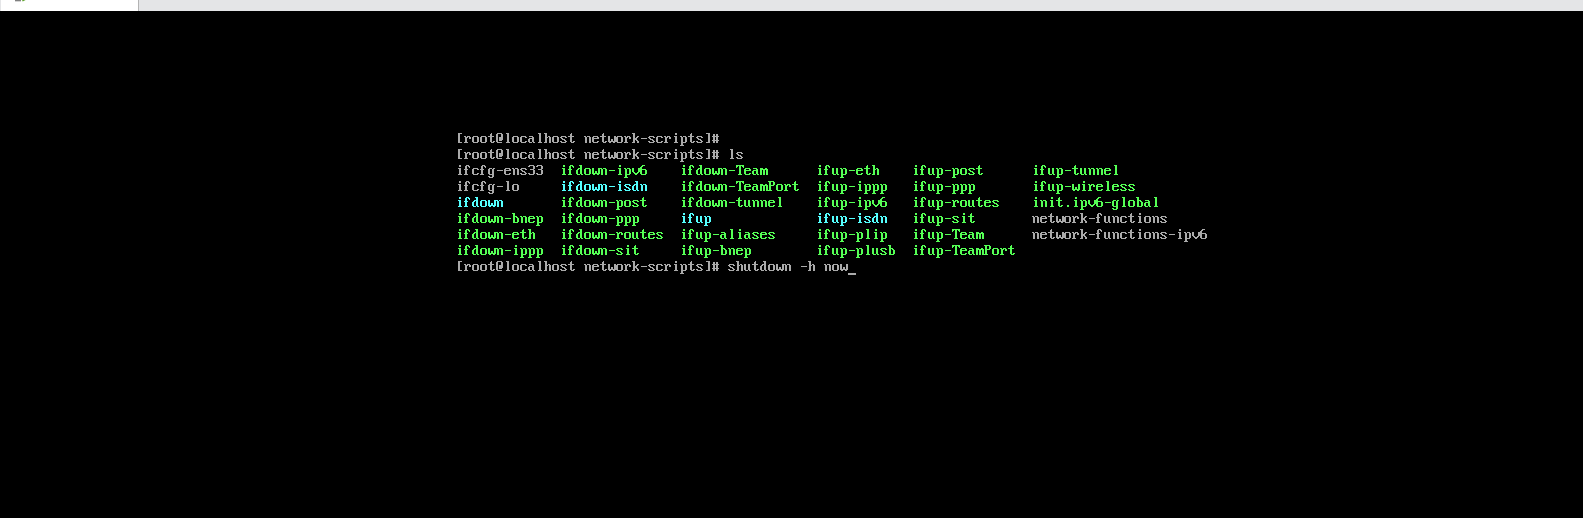 [root@localhost network-scripts]#
[root@localhost network-scripts]# ls
ifcfg-ens33  ifdown-ipv6    ifdown-Team      ifup-eth    ifup-post      ifup-tunnel
ifcfg-lo     ifdown-isdn    ifdown-TeamPort  ifup-ippp   ifup-ppp       ifup-wireless
ifdown       ifdown-post    ifdown-tunnel    ifup-ipv6   ifup-routes    init.ipv6-global
ifdown-bnep  ifdown-ppp     ifup             ifup-isdn   ifup-sit       network-functions
ifdown-eth   ifdown-routes  ifup-aliases     ifup-plip   ifup-Team      network-functions-ipv6
ifdown-ippp  ifdown-sit     ifup-bnep        ifup-plusb  ifup-TeamPort
[root@localhost network-scripts]# shutdown -h now_